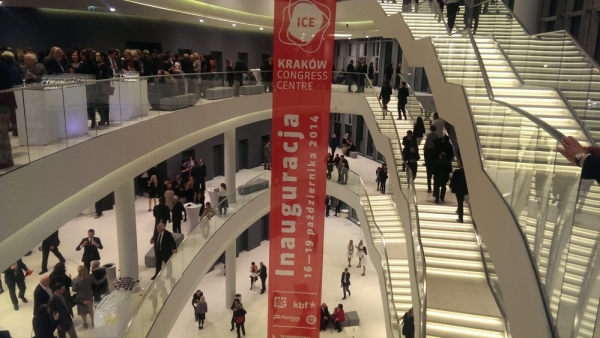 ICE
KRAKÓW
CONGRESS
CENTRE
Inauguracja
16—19 października 2014
kbf